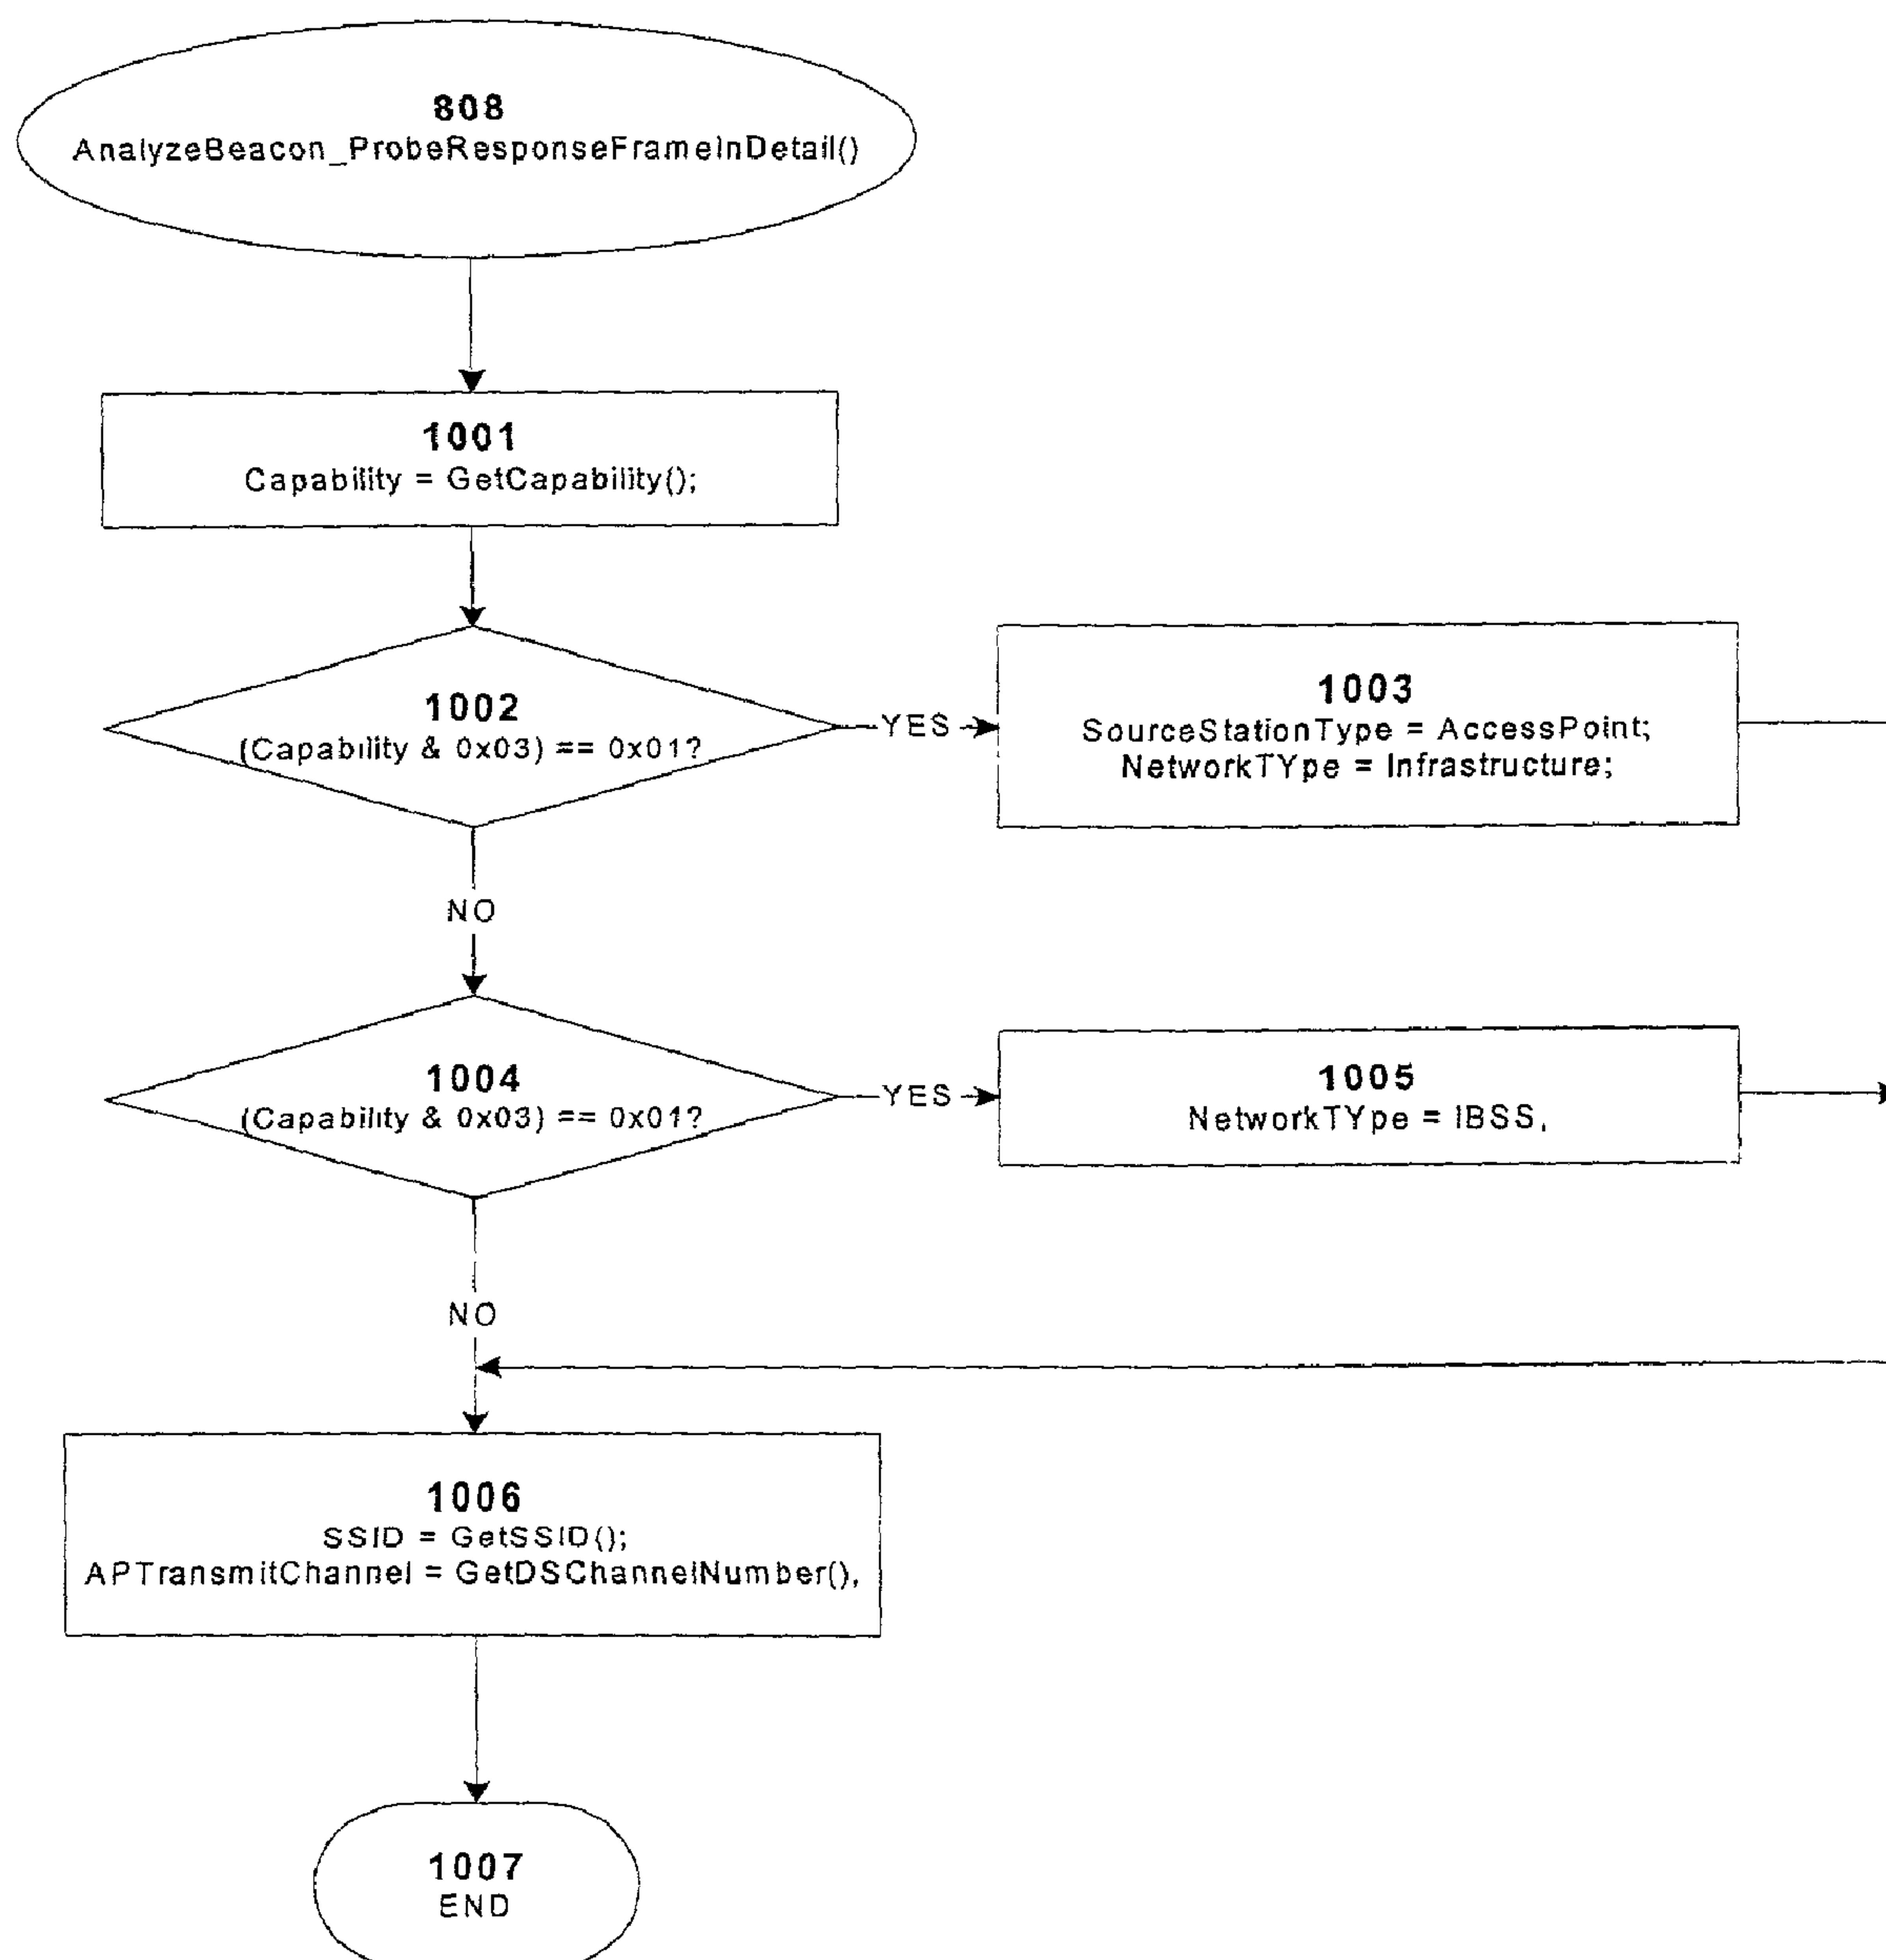 808
AnalyzeBeacon_ProbeResponseFrameInDetail()
1001
Capability = GetCapability();
1002
(Capability & 0x03) == 0x01?
YES
1003
SourceStationType = AccessPoint;
NetworkTYpe = Infrastructure;
NO
1004
(Capability & 0x03) == 0x01?
YES
1005
NetworkTYpe = IBSS,
NO
1006
SSID = GetSSID();
APTransmitChannel = GetDSChannelNumber(),
1007
END